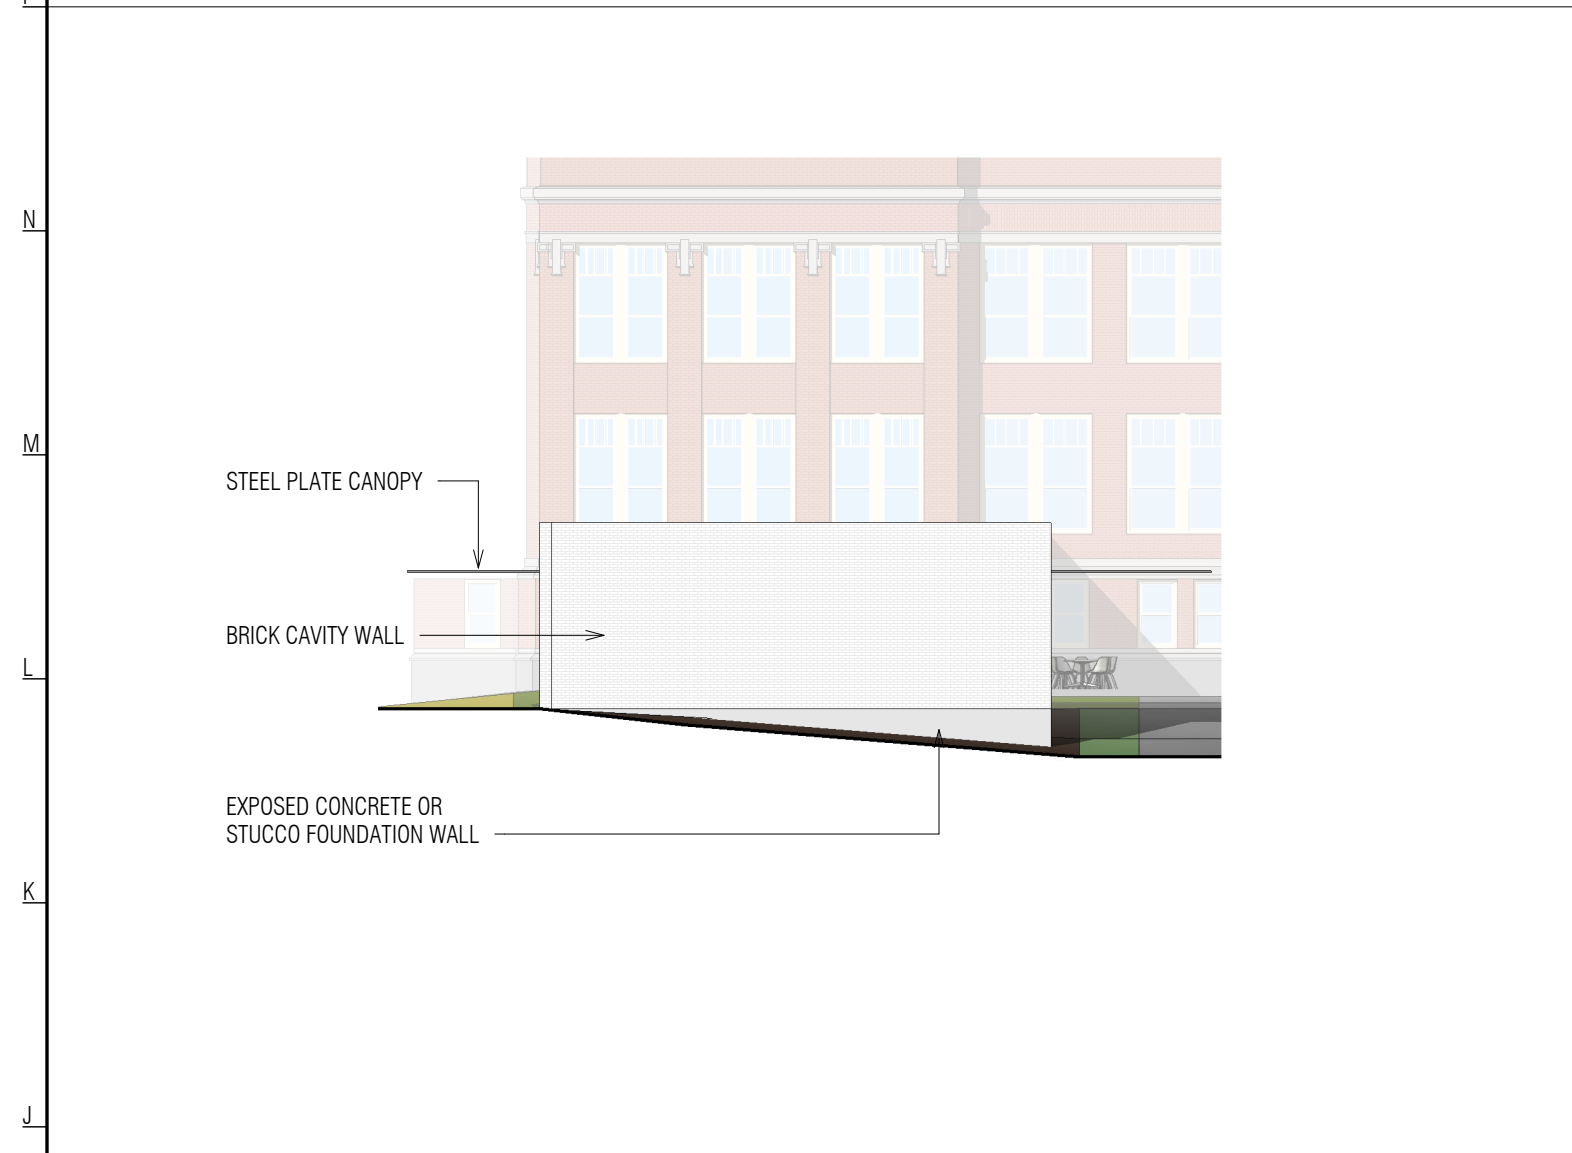 N
M
STEEL PLATE CANOPY
BRICK CAVITY WALL
L
EXPOSED CONCRETE OR
STUCCO FOUNDATION WALL
K
J